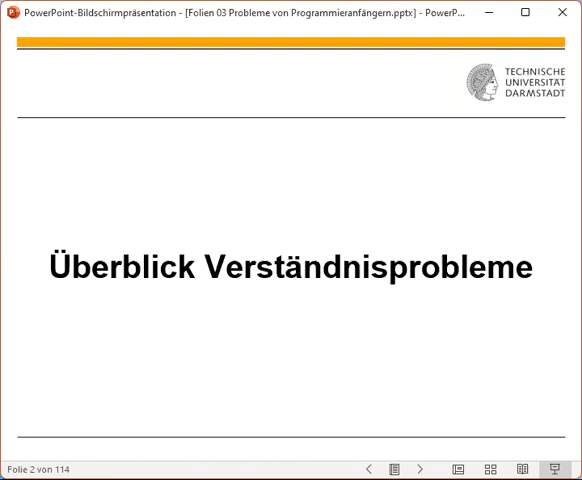 PowerPoint-Bildschirmpräsentation - [Folien 03 Probleme von Programmieranfängern.pptx] - PowerP...
TECHNISCHE
UNIVERSITÄT
DARMSTADT
Überblick Verständnisprobleme
Folie 2 von 114